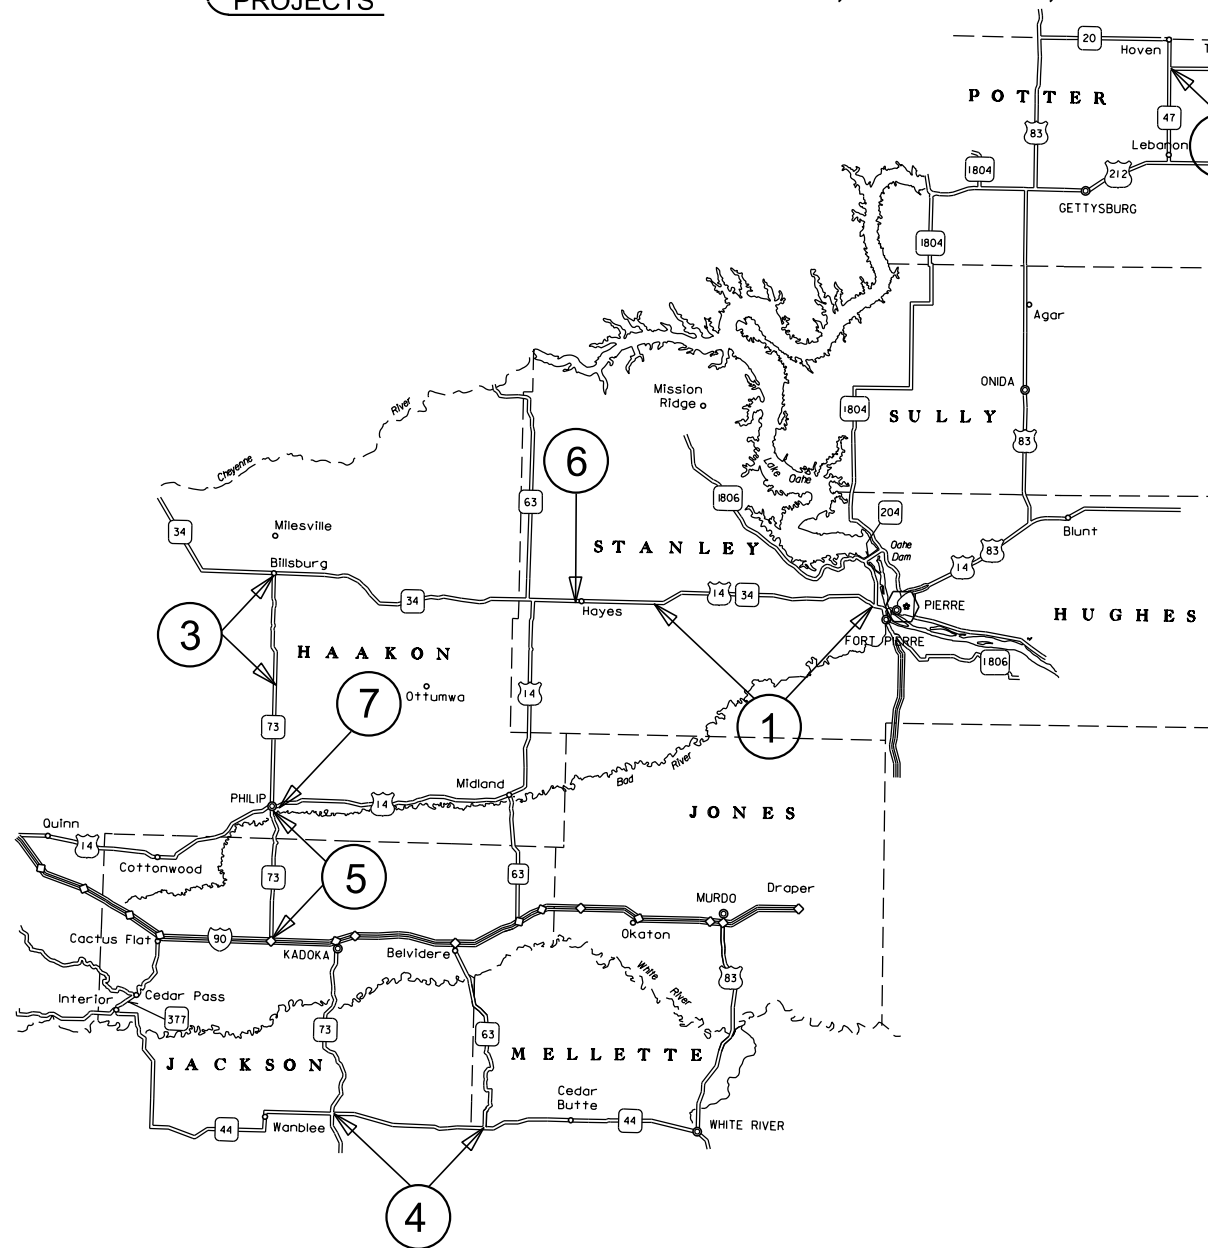 PROJECTS
20
Hoven
POTTER
47
83
Lebanon
1804
212
GETTYSBURG
1804
Agar
Mission
Ridge
ONIDA
1804
SULLY
River
83
Cheyenne
6
Lake Oahe
63
1806
204
34
Milesville
STANLEY
Oahe
Dam
Blunt
83
14
Billsburg
34
Hayes
14
34
PIERRE
HUGHES
3
FORT PIERRE
HAAKON
1806
7
Ottumwa
14
73
1
River
Bad
Midland
PHILIP
14
JONES
Quinn
14
Cottonwood
5
73
63
Draper
MURDO
Cactus Flat
90
KADOKA
Belvidere
Okaton
White
River
83
Interior
Cedar Pass
377
73
63
JACKSON
MELLETTE
Cedar
Butte
44
Wanblee
44
WHITE RIVER
4